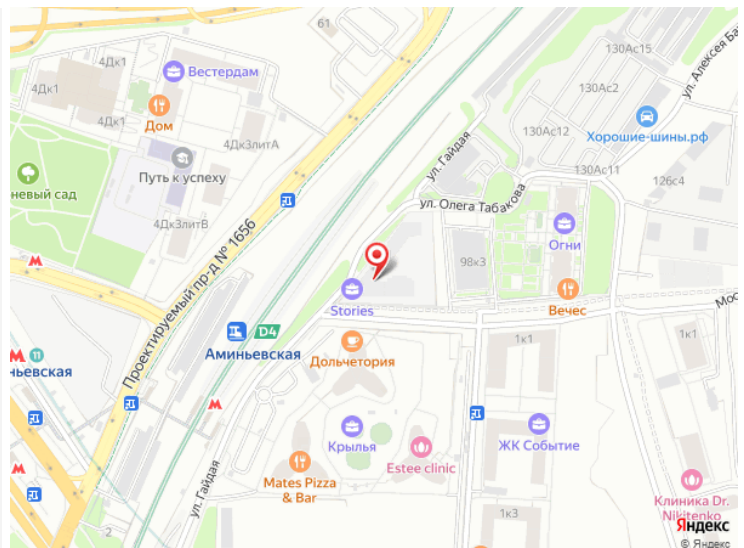 61
130Ас15
ул. Алексея Ба
4Дк1
Вестердам
4Дк1
130Ас2
4Дк1
Дом
Хорошие-шины.рф
130Ас12
4Дк3литА
ул. Гайдая
Путь к успеху
130Ас11
126с4
невый сад
ул. Олега Табакова
4Дк3литВ
Проектируемый пр-д № 1656
Огни
98к3
Stories
Вечес
Мос
D4
Аминьевская
1к1
1к1
Дольчетория
11
ньевская
Крылья
ЖК Событие
Estee clinic
ул. Гайдая
Mates Pizza
& Bar
Клиника Dr.
Nikitenko
1к3
2
Яндекс
© Яндекс